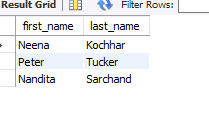 Result Grid Filter Rows:
first_name last_name
Neena Kochhar
Peter Tucker
Nandita Sarchand